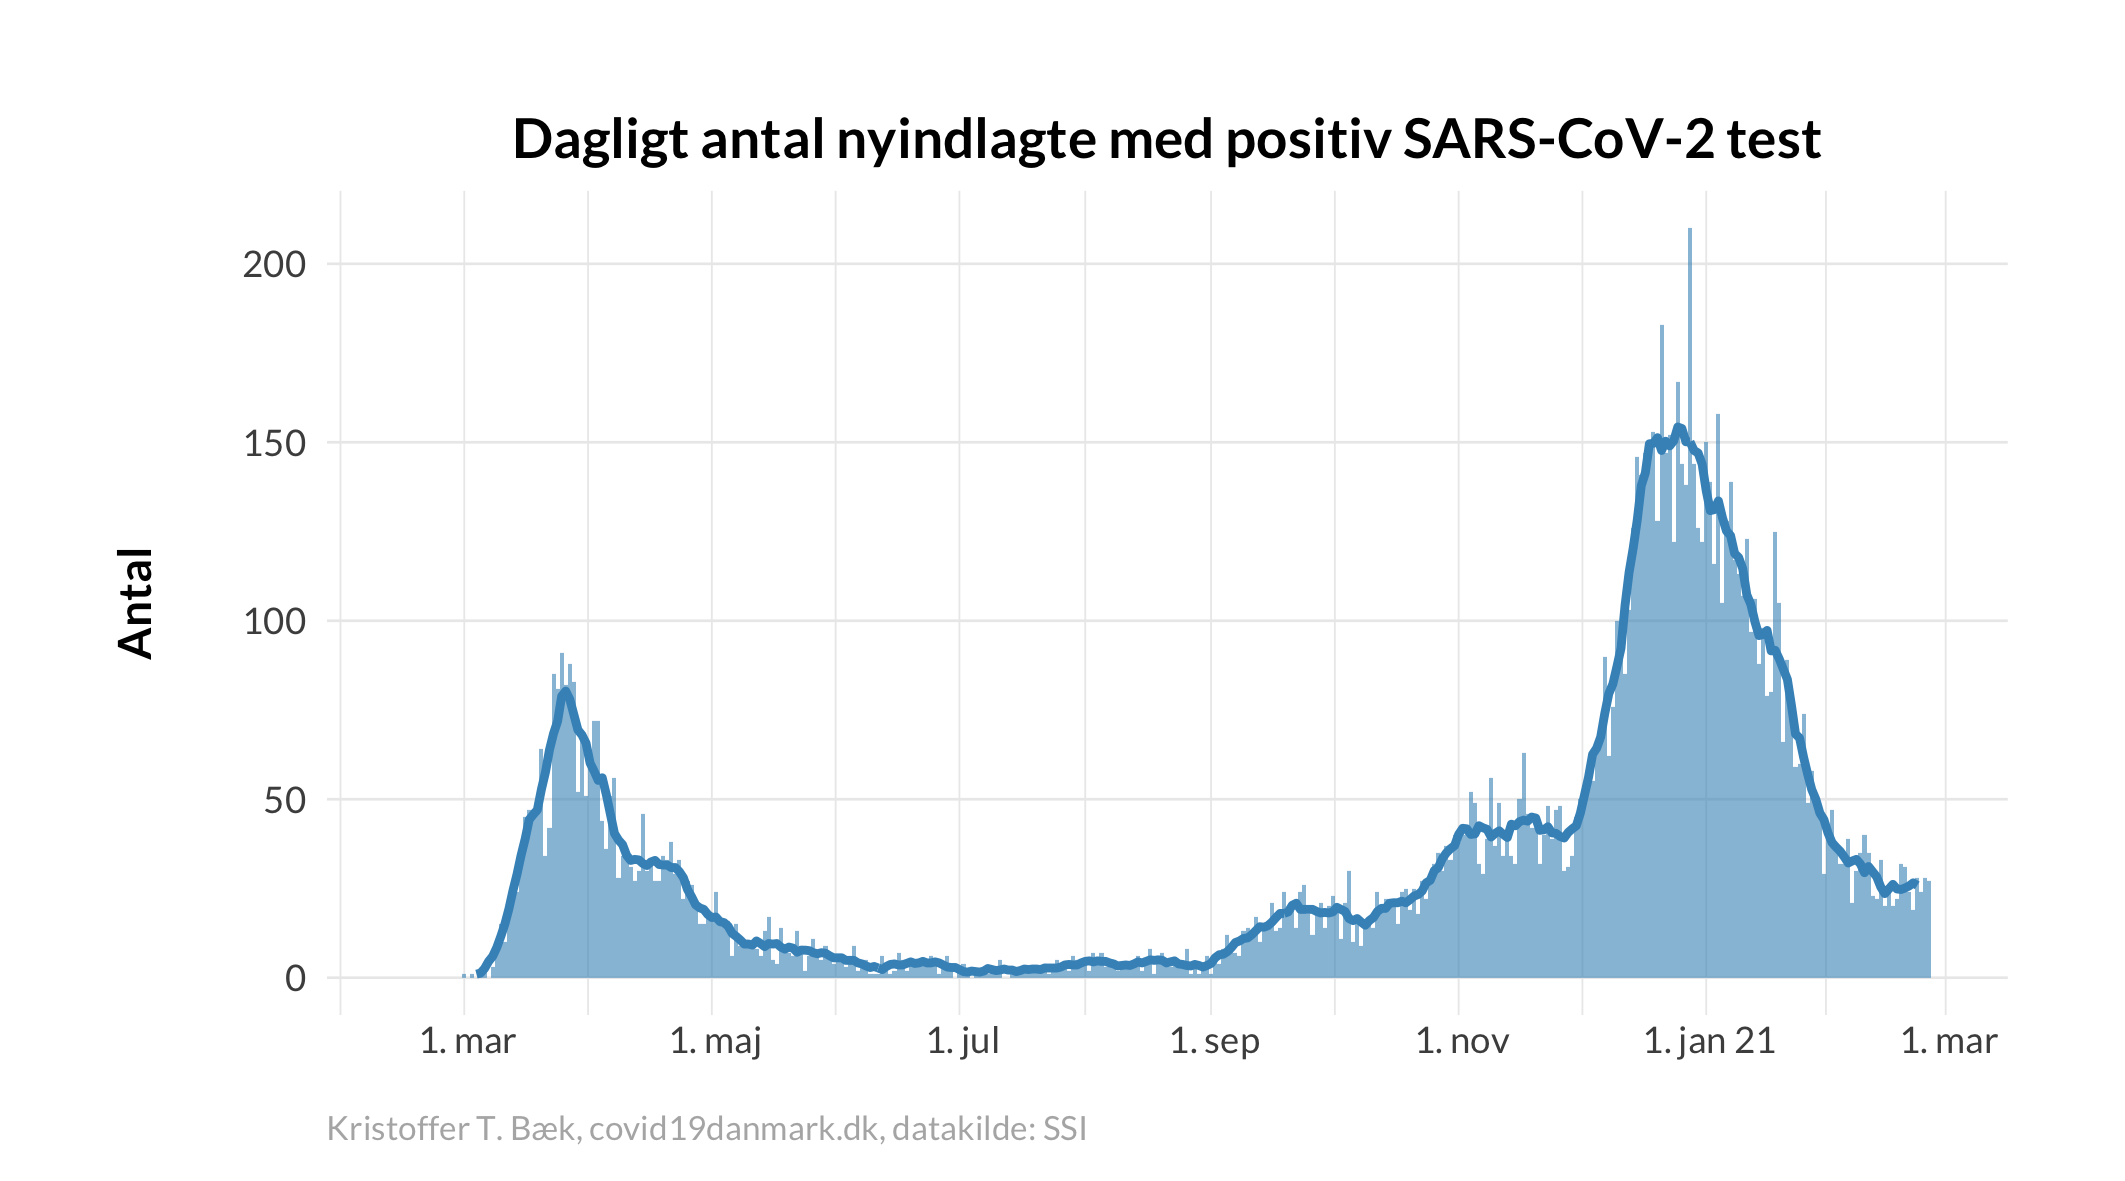 Dagligt antal nyindlagte med positiv SARS-CoV-2 test
Antal
200
150
100
50
0
1. mar 1. maj 1. jul 1. sep 1. nov 1. jan 21 1. mar
Kristoffer T. Bæk, covid19danmark.dk, datakilde: SSI